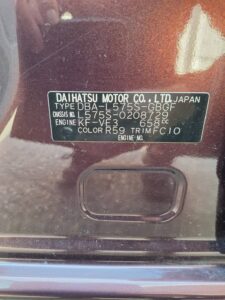 DAIHATSU MOTOR CO., LTD. JAPAN
TYPE DBA-L575S-GBGF
CHASSIS NO. L575S-0208729
ENGINE KF-VE3 658cc
COLOR R59 TRIM FC10
ENGINE NO.